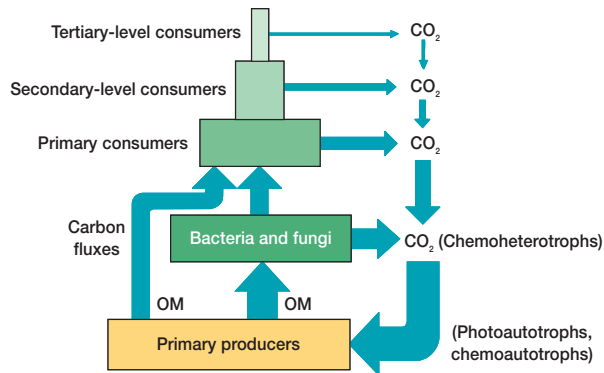 Tertiary-level consumers
CO₂
Secondary-level consumers
CO₂
Primary consumers
CO₂
Carbon
fluxes
Bacteria and fungi
CO₂ (Chemoheterotrophs)
OM
OM
Primary producers
(Photoautotrophs,
chemoautotrophs)